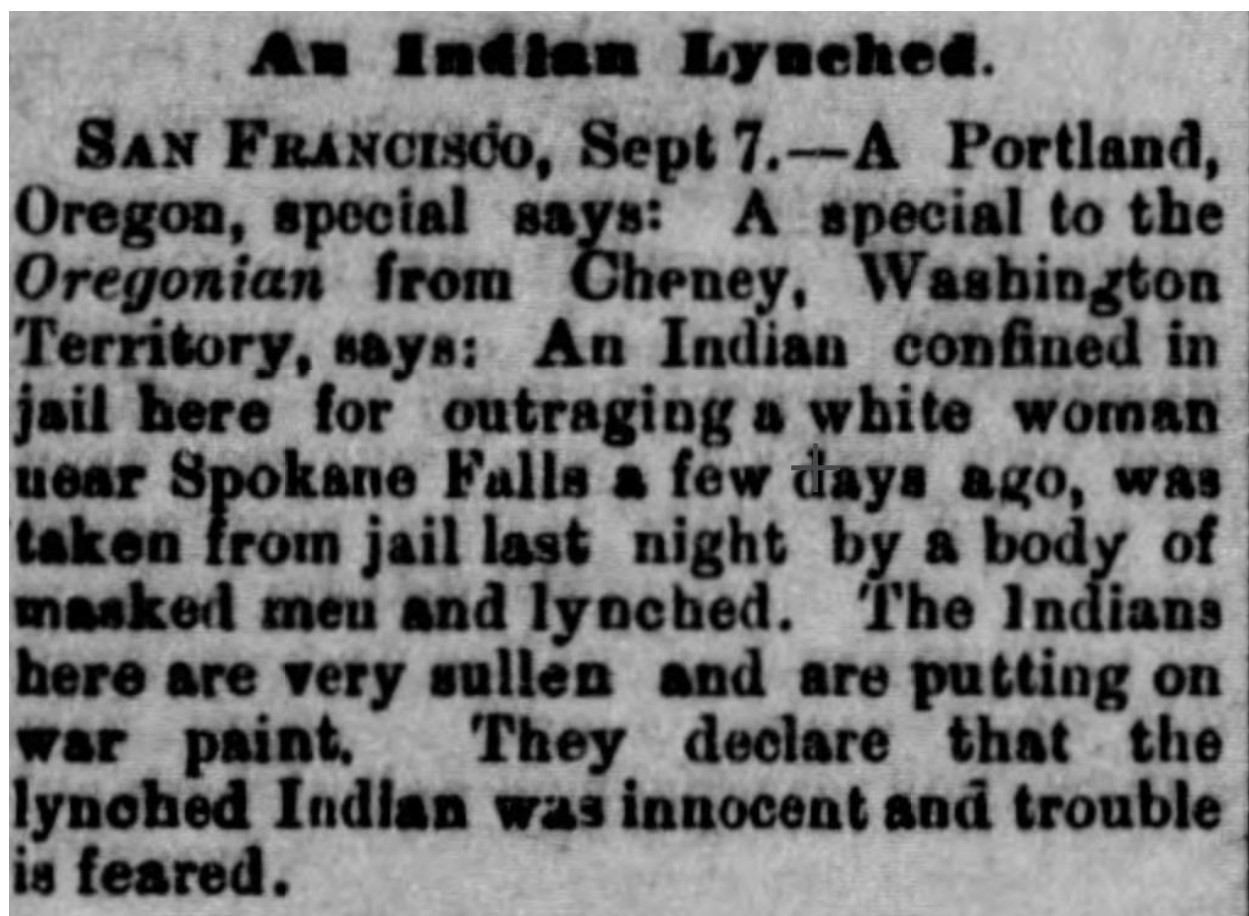 An Indian Lynched.
SAN FRANCISCO, Sept 7.—A Portland,
Oregon, special says: A special to the
Oregonian from Cheney, Washington
Territory, says: An Indian confined in
jail here for outraging a white woman
near Spokane Falls a few days ago, was
taken from jail last night by a body of
masked men and lynched. The Indians
here are very sullen and are putting on
war paint. They declare that the
lynched Indian was innocent and trouble
is feared.